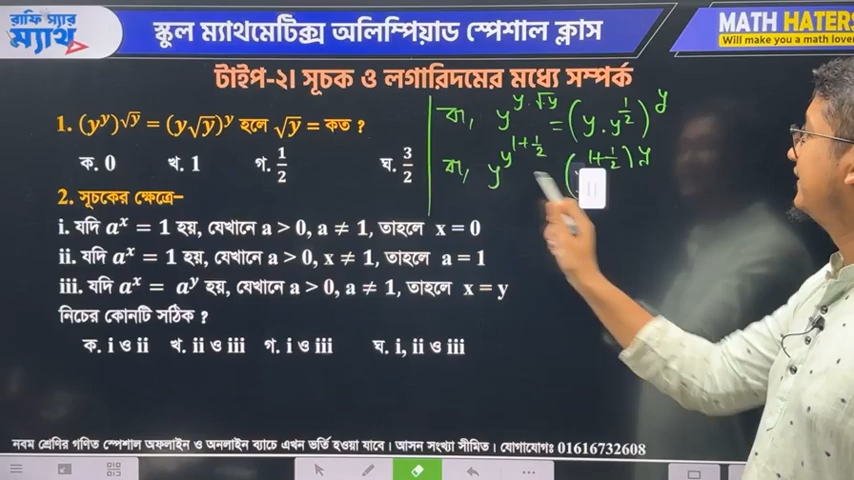 রাফি স্যার
ম্যাথ
স্কুল ম্যাথমেটিক্স অলিম্পিয়াড স্পেশাল ক্লাস
MATH HATERS
Will make you a math lover
টাইপ-২। সূচক ও লগারিদমের মধ্যে সম্পর্ক
1. (y^y)^√y = (y√y)^y হলে √y = কত ?
ক. 0 খ. 1 গ. 1/2 ঘ. 3/2
2. সূচকের ক্ষেত্রে–
i. যদি a^x = 1 হয়, যেখানে a > 0, a ≠ 1, তাহলে x = 0
ii. যদি a^x = 1 হয়, যেখানে a > 0, x ≠ 1, তাহলে a = 1
iii. যদি a^x = a^y হয়, যেখানে a > 0, a ≠ 1, তাহলে x = y
নিচের কোনটি সঠিক ?
ক. i ও ii খ. ii ও iii গ. i ও iii ঘ. i, ii ও iii
বা, y^(y·√y) = (y · y^(1/2))^y
বা, y^(y^(1+1/2)) ( ^(1+1/2))^y
নবম শ্রেণির গণিত স্পেশাল অফলাইন ও অনলাইন ব্যাচে এখন ভর্তি হওয়া যাবে। আসন সংখ্যা সীমিত। যোগাযোগঃ 01616732608